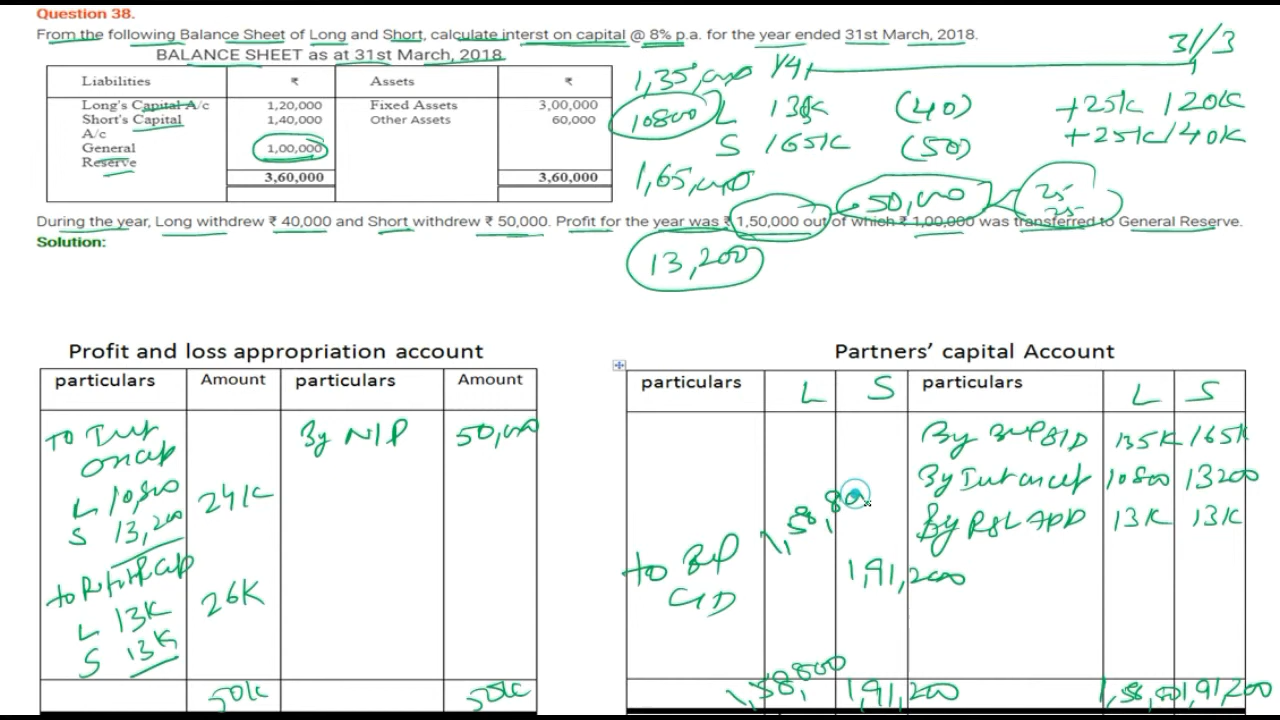 Question 38.
From the following Balance Sheet of Long and Short, calculate interst on capital @ 8% p.a. for the year ended 31st March, 2018.
BALANCE SHEET as at 31st March, 2018
Liabilities ₹ Assets ₹
Long's Capital A/c 1,20,000 Fixed Assets 3,00,000
Short's Capital 1,40,000 Other Assets 60,000
A/c
General 1,00,000
Reserve
3,60,000 3,60,000
31/3
1,35,000 1/4
10800 L (40) +25K 120K
S 165K (50) +25K 140K
1,65,000
50,000 25
25
During the year, Long withdrew ₹ 40,000 and Short withdrew ₹ 50,000. Profit for the year was ₹ 1,50,000 out of which ₹ 1,00,000 was transferred to General Reserve.
Solution:
13,200
Profit and loss appropriation account
particulars Amount particulars Amount
To Int By N/P 50,000
on cap
L 10,800 24K
S 13,200
to Profit cap
L 13K 26K
S 13K
50K 50K
Partners' capital Account
particulars L S particulars L S
By Bal B/D 135K 165K
By Int on cap 10800 13200
By P&L APP 13K 13K
to Bal 1,58,80
C/D 1,91,200
1,58,800 1,91,200 1,91,200